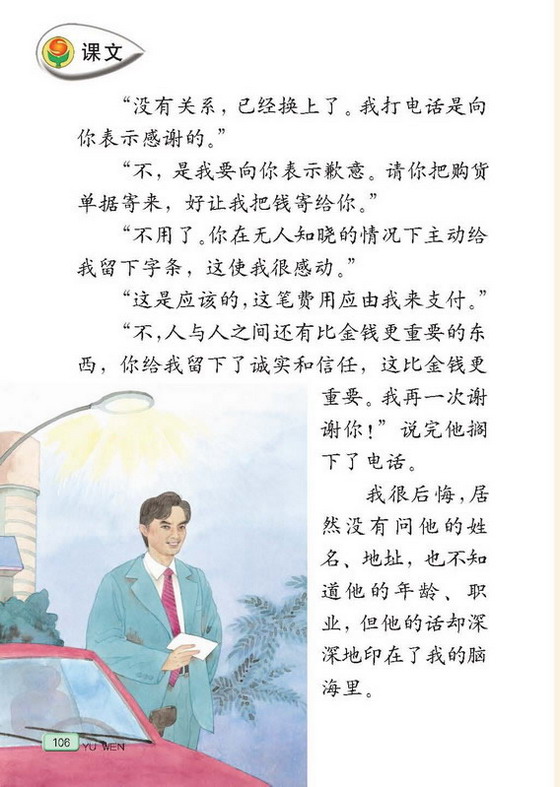 课文
“没有关系，已经换上了。我打电话是向
你表示感谢的。”
“不，是我要向你表示歉意。请你把购货
单据寄来，好让我把钱寄给你。”
“不用了。你在无人知晓的情况下主动给
我留下字条，这使我很感动。”
“这是应该的，这笔费用应由我来支付。”
“不，人与人之间还有比金钱更重要的东
西，你给我留下了诚实和信任，这比金钱更
重要。我再一次谢
谢你！”说完他搁
下了电话。
我很后悔，居
然没有问他的姓
名、地址，也不知
道他的年龄、职
业，但他的话却深
深地印在了我的脑
海里。
106
YU WEN